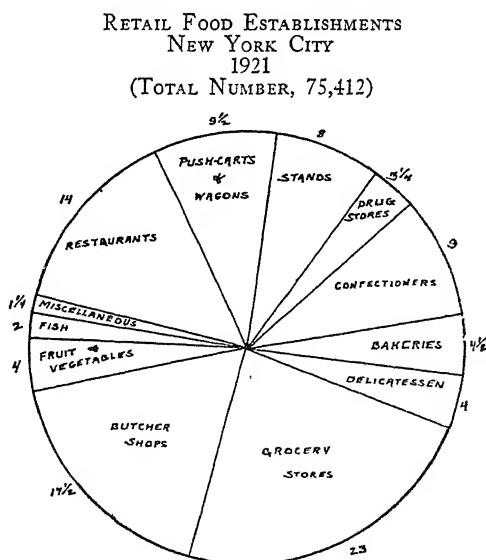 RETAIL FOOD ESTABLISHMENTS
NEW YORK CITY
1921
(TOTAL NUMBER, 75,412)
9½
8
PUSH-CARTS
&
WAGONS
STANDS
3¼
DRUG
STORES
14
RESTAURANTS
9
CONFECTIONERS
1¼
MISCELLANEOUS
2
FISH
4
FRUIT &
VEGETABLES
BAKERIES
4½
DELICATESSEN
4
BUTCHER
SHOPS
17½
GROCERY
STORES
23